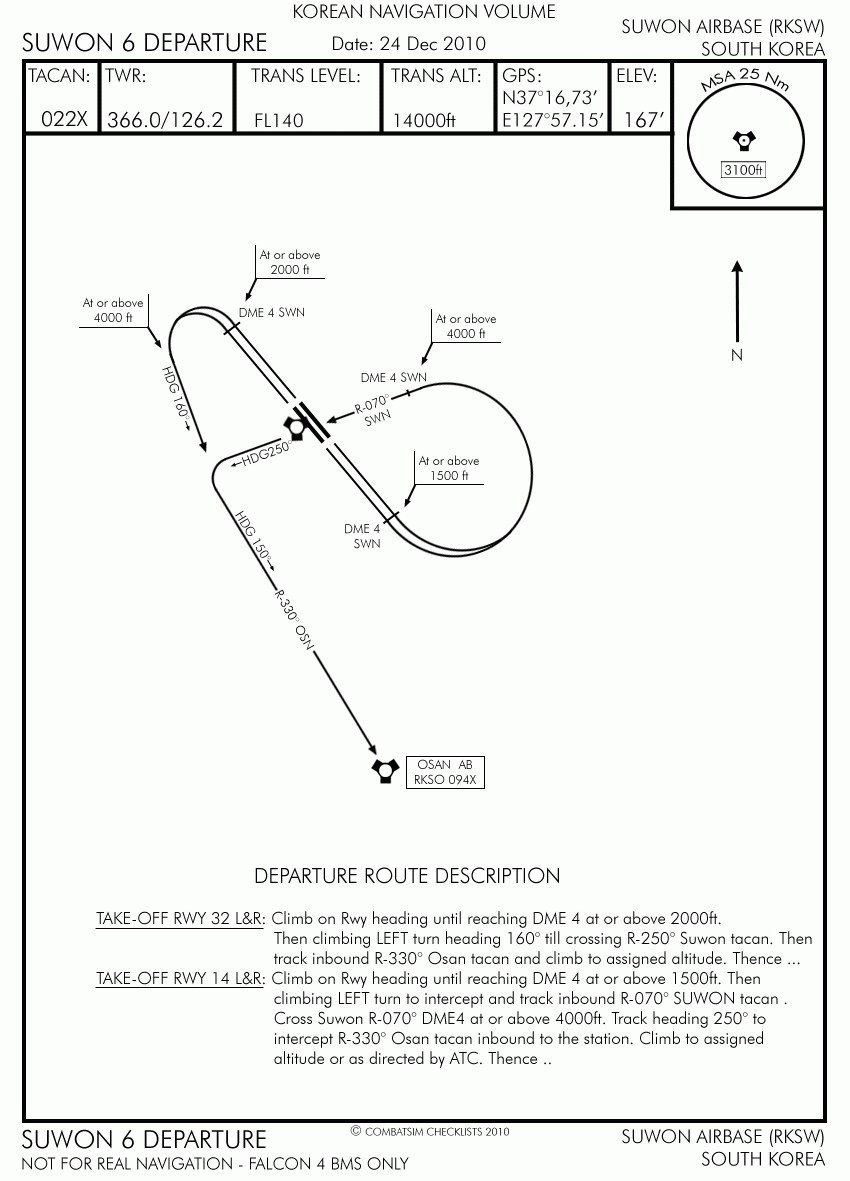 KOREAN NAVIGATION VOLUME
SUWON 6 DEPARTURE
Date: 24 Dec 2010
SUWON AIRBASE (RKSW)
SOUTH KOREA
TACAN:
022X
TWR:
366.0/126.2
TRANS LEVEL:
FL140
TRANS ALT:
14000ft
GPS:
N37°16,73’
E127°57.15’
ELEV:
167’
MSA 25 Nm
3100ft
At or above
2000 ft
At or above
4000 ft
DME 4 SWN
At or above
4000 ft
N
HDG 160°
DME 4 SWN
R-070°
SWN
HDG250°
At or above
1500 ft
DME 4
SWN
HDG 150°
R-330° OSN
OSAN AB
RKSO 094X
DEPARTURE ROUTE DESCRIPTION
TAKE-OFF RWY 32 L&R: Climb on Rwy heading until reaching DME 4 at or above 2000ft.
Then climbing LEFT turn heading 160° till crossing R-250° Suwon tacan. Then
track inbound R-330° Osan tacan and climb to assigned altitude. Thence ...
TAKE-OFF RWY 14 L&R: Climb on Rwy heading until reaching DME 4 at or above 1500ft. Then
climbing LEFT turn to intercept and track inbound R-070° SUWON tacan .
Cross Suwon R-070° DME4 at or above 4000ft. Track heading 250° to
intercept R-330° Osan tacan inbound to the station. Climb to assigned
altitude or as directed by ATC. Thence ..
SUWON 6 DEPARTURE
© COMBATSIM CHECKLISTS 2010
SUWON AIRBASE (RKSW)
NOT FOR REAL NAVIGATION - FALCON 4 BMS ONLY
SOUTH KOREA